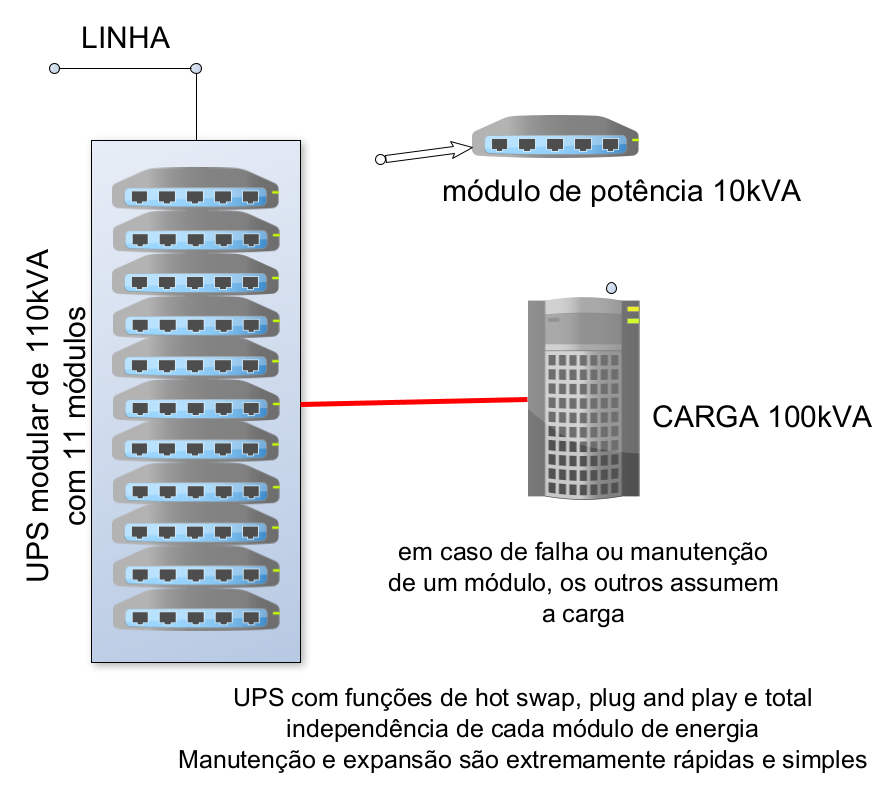 LINHA
módulo de potência 10kVA
UPS modular de 110kVA
com 11 módulos
CARGA 100kVA
em caso de falha ou manutenção
de um módulo, os outros assumem
a carga
UPS com funções de hot swap, plug and play e total
independência de cada módulo de energia
Manutenção e expansão são extremamente rápidas e simples